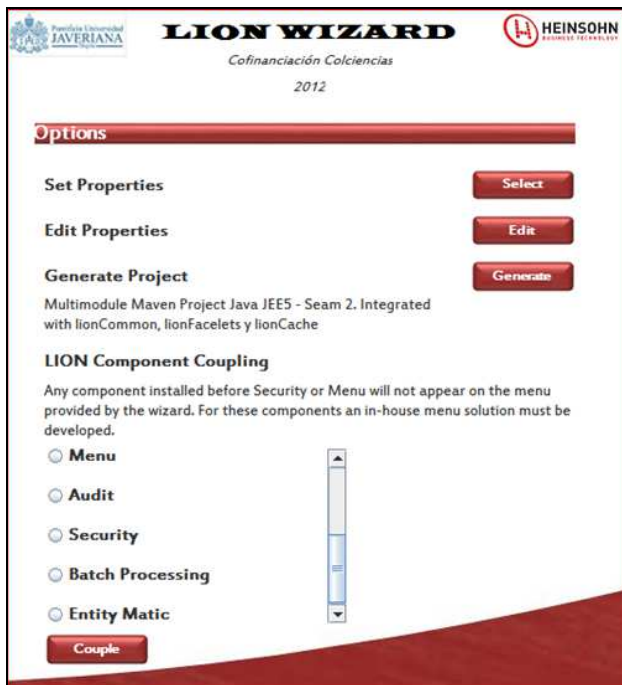 Pontificia Universidad
JAVERIANA
LION WIZARD
HEINSOHN
BUSINESS TECHNOLOGY
Cofinanciación Colciencias
2012
Options
Set Properties
Select
Edit Properties
Edit
Generate Project
Generate
Multimodule Maven Project Java JEE5 - Seam 2. Integrated
with lionCommon, lionFacelets y lionCache
LION Component Coupling
Any component installed before Security or Menu will not appear on the menu
provided by the wizard. For these components an in-house menu solution must be
developed.
Menu
Audit
Security
Batch Processing
Entity Matic
Couple